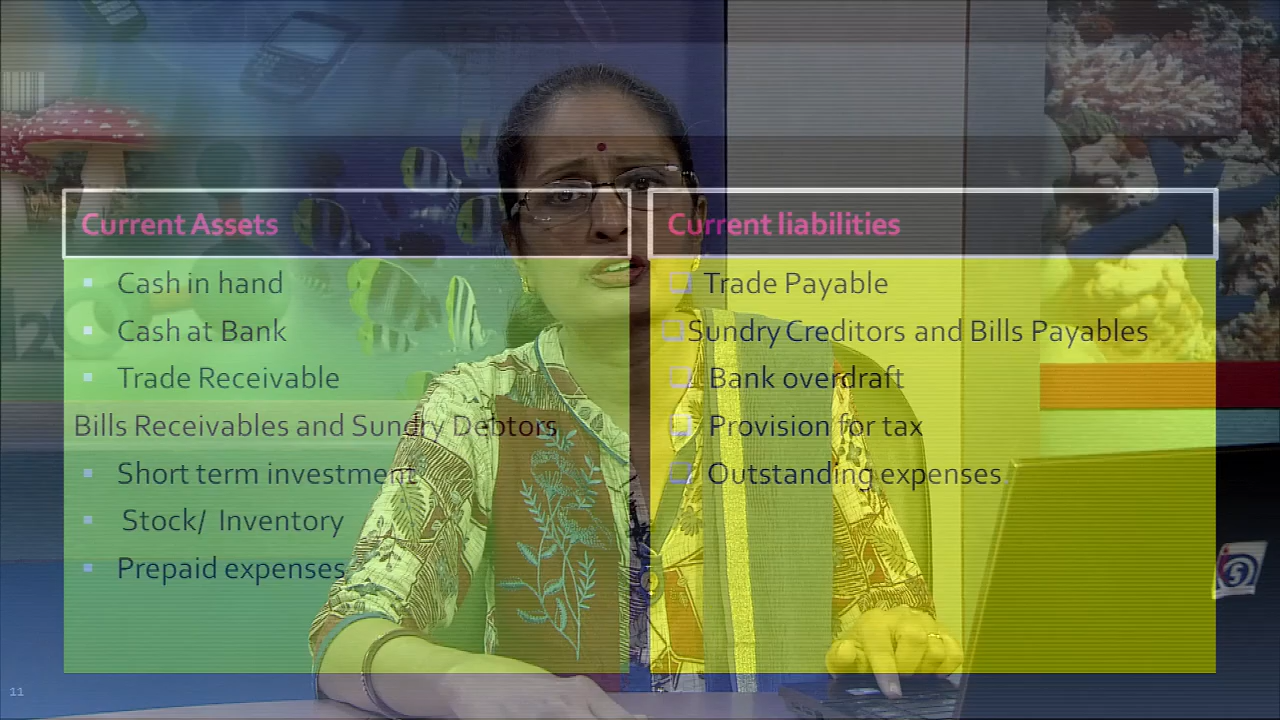 Current Assets
Cash in hand
Cash at Bank
Trade Receivable
Bills Receivables and Sundry Debtors
Short term investment
Stock/ Inventory
Prepaid expenses
Current liabilities
Trade Payable
Sundry Creditors and Bills Payables
Bank overdraft
Provision for tax
Outstanding expenses
11